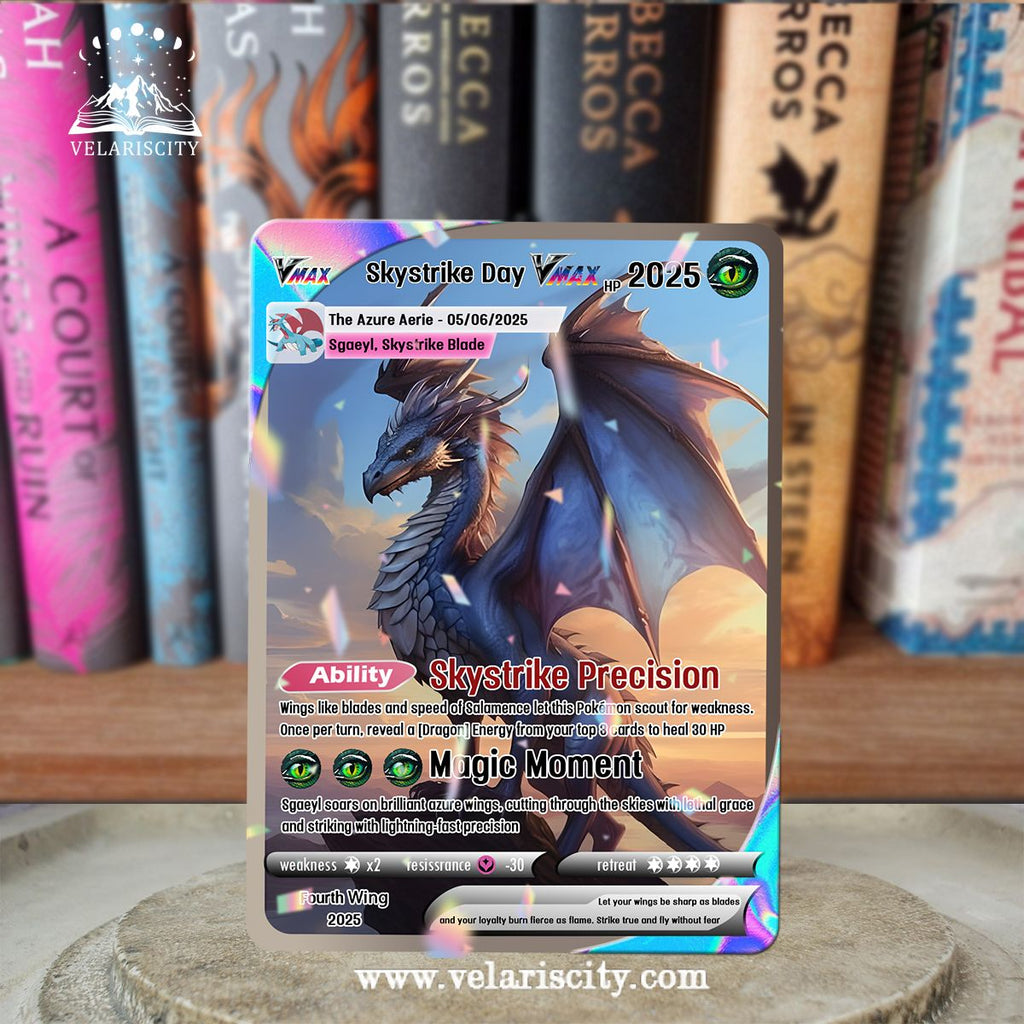 VELARISCITY
A COURT OF
WINGS AND RUIN
BECCA
ROS
BECCA
RROS
BECCA
RROS
IN STEEN
VMAX
Skystrike Day VMAX HP 2025
The Azure Aerie - 05/06/2025
Sgaeyl, Skystrike Blade
Ability Skystrike Precision
Wings like blades and speed of Salamence let this Pokémon scout for weakness.
Once per turn, reveal a [Dragon] Energy from your top 3 cards to heal 30 HP
Magic Moment
Sgaeyl soars on brilliant azure wings, cutting through the skies with lethal grace
and striking with lightning-fast precision
weakness x2 resissrance -30 retreat
Fourth Wing
2025
Let your wings be sharp as blades
and your loyalty burn fierce as flame. Strike true and fly without fear
www.velariscity.com